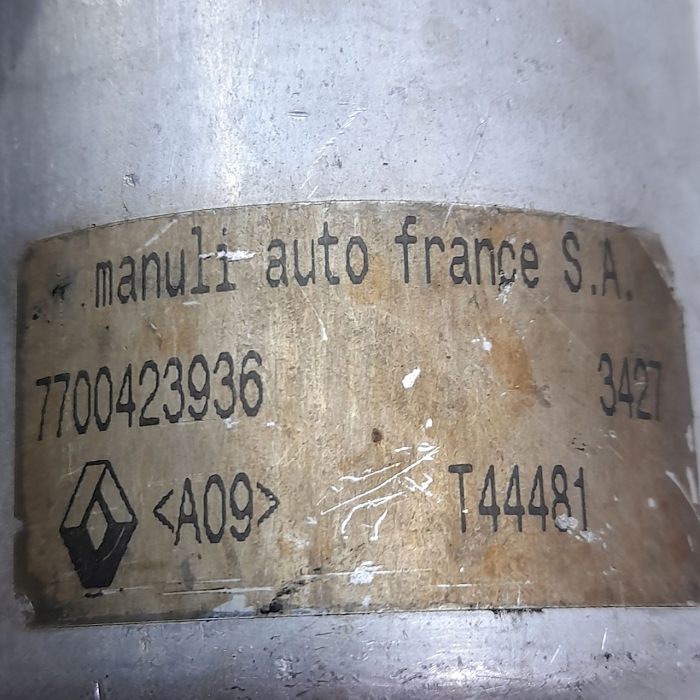 manuli auto france S.A.
7700423936 3427
<A09> T44481